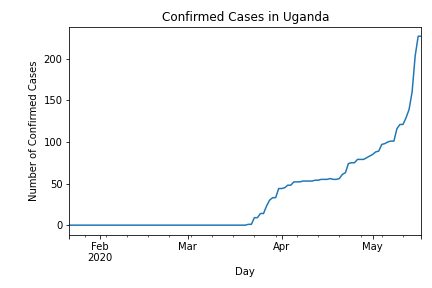 Confirmed Cases in Uganda
Number of Confirmed Cases
200
150
100
50
0
Feb Mar Apr May
2020
Day